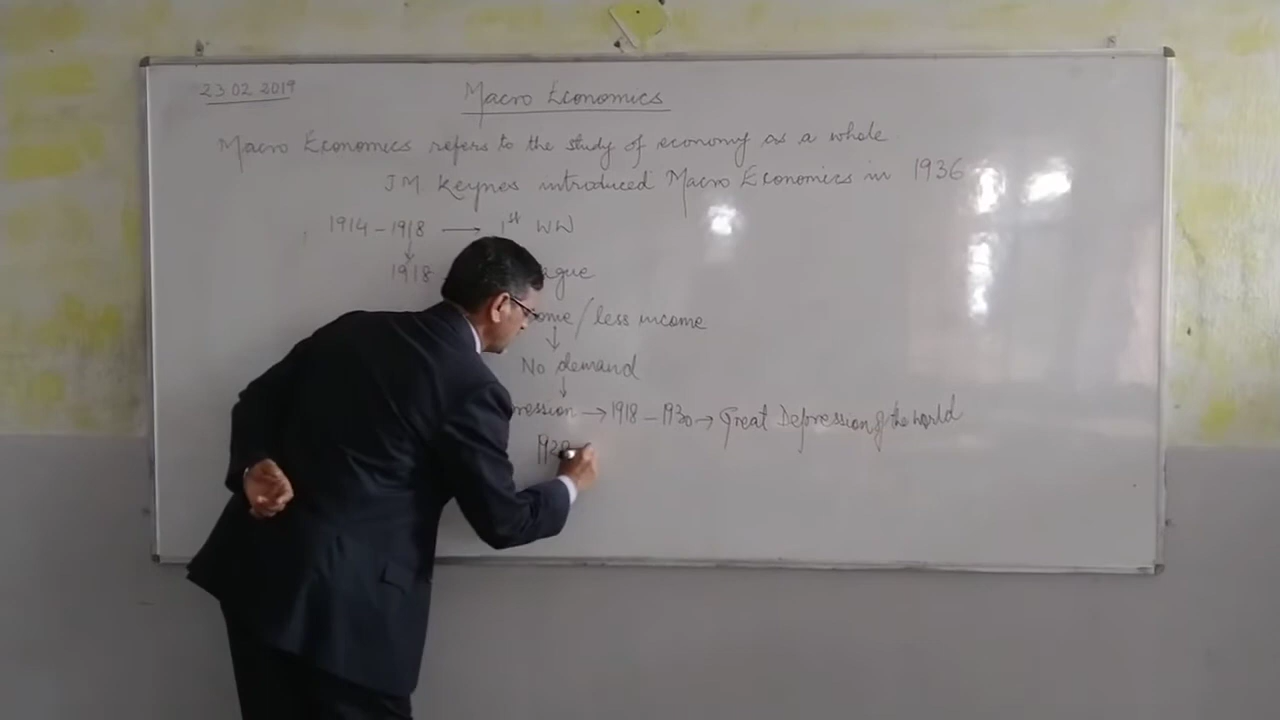 23.02.2019
Macro Economics
Macro Economics refers to the study of economy as a whole
JM Keynes introduced Macro Economics in 1936
1914 – 1918 → 1st WW
↓
1918 ague
ome / less income
↓
No demand
↓
ression → 1918 – 1930 → Great Depression of the world